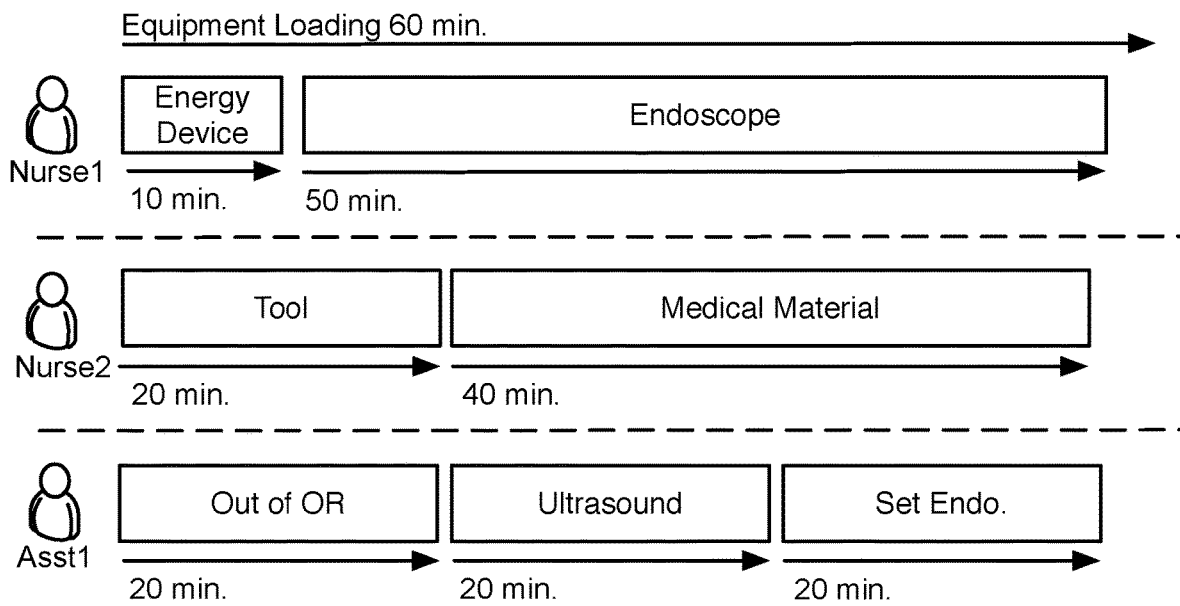 Equipment Loading 60 min.
Energy
Device
Endoscope
Nurse1
10 min.
50 min.
Tool
Medical Material
Nurse2
20 min.
40 min.
Out of OR
Ultrasound
Set Endo.
Asst1
20 min.
20 min.
20 min.